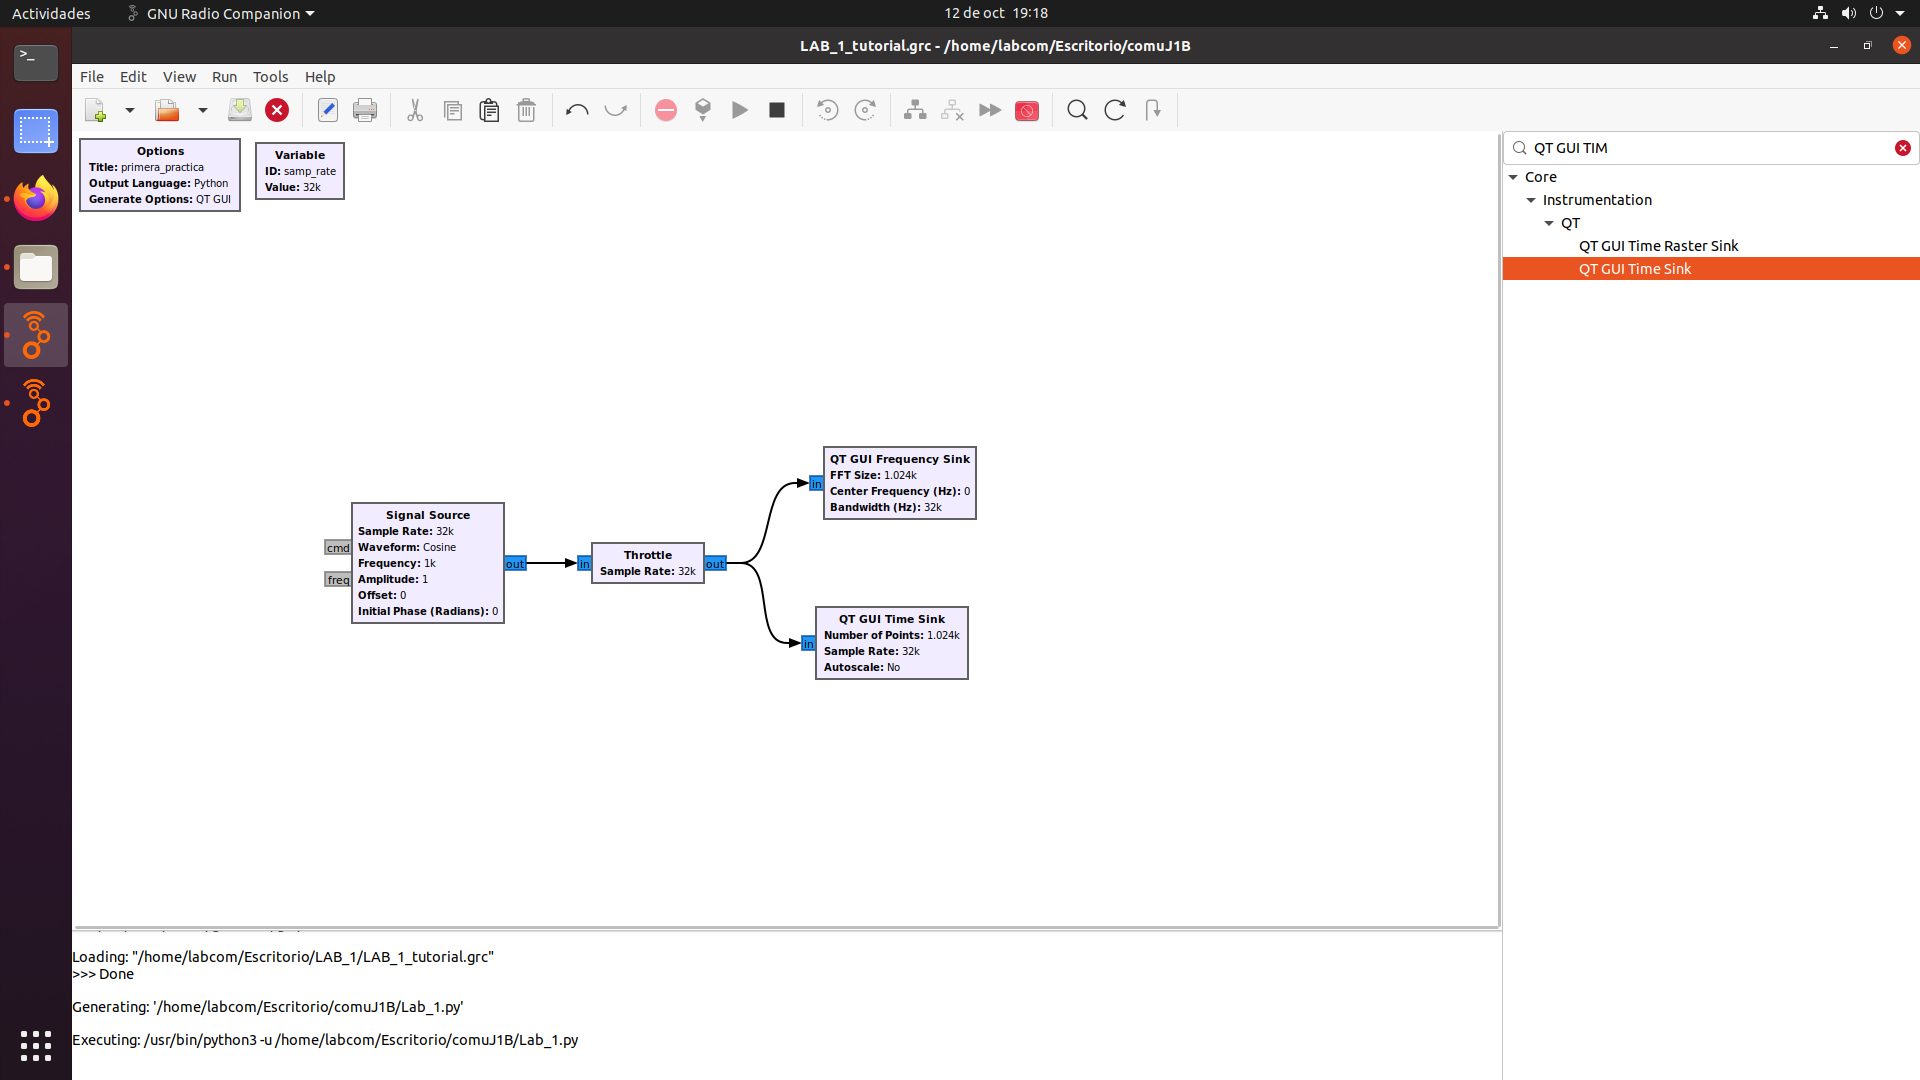 Actividades
GNU Radio Companion
12 de oct 19:18
LAB_1_tutorial.grc - /home/labcom/Escritorio/comuJ1B
File Edit View Run Tools Help
Options
Title: primera_practica
Output Language: Python
Generate Options: QT GUI
Variable
ID: samp_rate
Value: 32k
QT GUI TIM
Core
Instrumentation
QT
QT GUI Time Raster Sink
QT GUI Time Sink
Signal Source
Sample Rate: 32k
Waveform: Cosine
Frequency: 1k
Amplitude: 1
Offset: 0
Initial Phase (Radians): 0
cmd
freq
out
in
Throttle
Sample Rate: 32k
out
in
QT GUI Frequency Sink
FFT Size: 1.024k
Center Frequency (Hz): 0
Bandwidth (Hz): 32k
in
QT GUI Time Sink
Number of Points: 1.024k
Sample Rate: 32k
Autoscale: No
Loading: "/home/labcom/Escritorio/LAB_1/LAB_1_tutorial.grc"
>>> Done
Generating: '/home/labcom/Escritorio/comuJ1B/Lab_1.py'
Executing: /usr/bin/python3 -u /home/labcom/Escritorio/comuJ1B/Lab_1.py